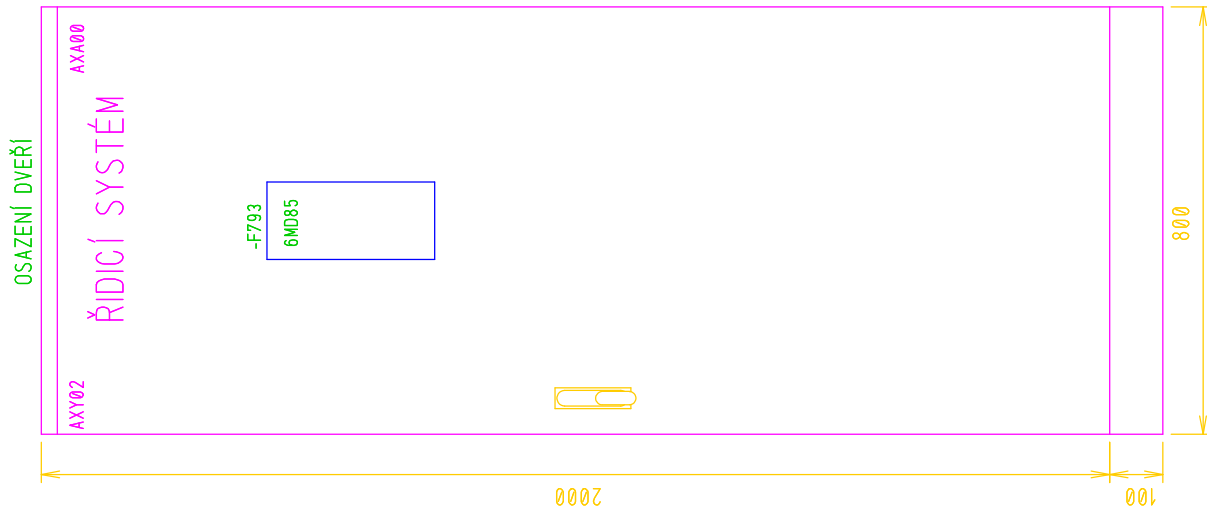 OSAZENÍ DVEŘÍ
AXY02
AXA00
ŘIDICÍ SYSTÉM
-F793
6MD85
2000
100
800